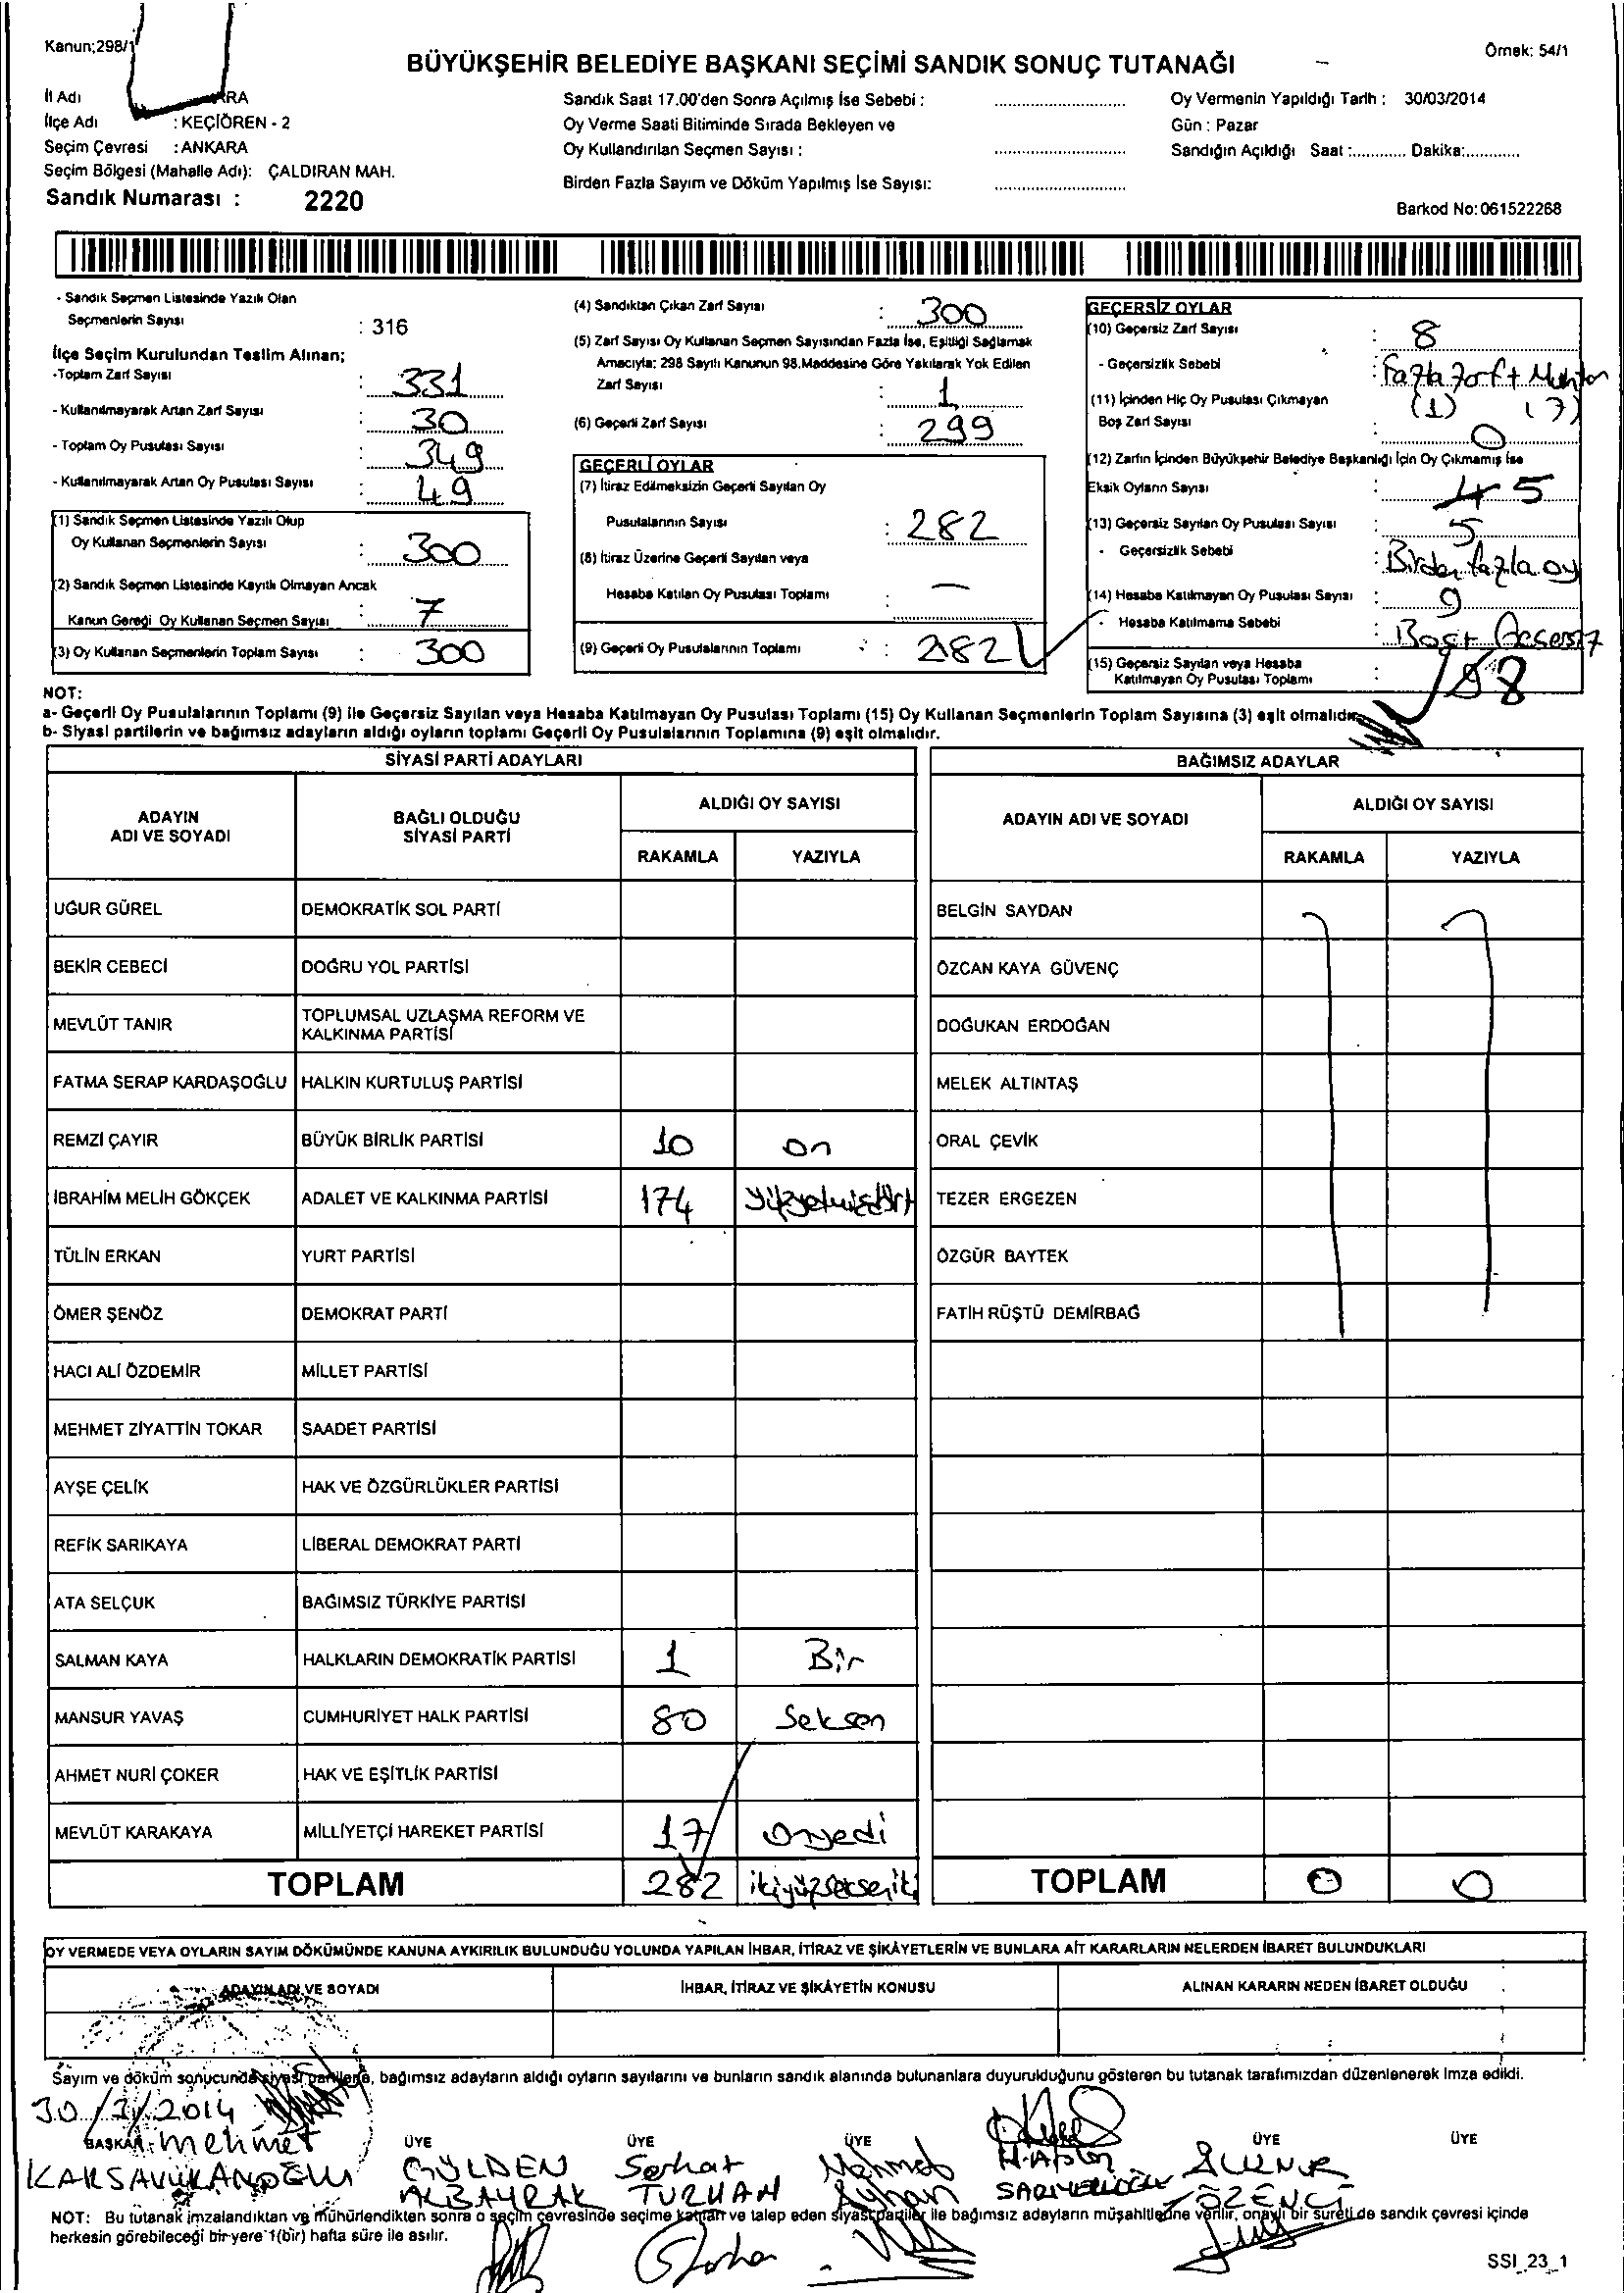 Kanun;298/1
Örnek: 54/1
BÜYÜKŞEHİR BELEDİYE BAŞKANI SEÇİMİ SANDIK SONUÇ TUTANAĞI
İl Adı RA
İlçe Adı : KEÇİÖREN - 2
Seçim Çevresi : ANKARA
Seçim Bölgesi (Mahalle Adı): ÇALDIRAN MAH.
Sandık Numarası : 2220
Sandık Saat 17.00'den Sonra Açılmış İse Sebebi :
Oy Verme Saati Bitiminde Sırada Bekleyen ve
Oy Kullandırılan Seçmen Sayısı :
Birden Fazla Sayım ve Döküm Yapılmış İse Sayısı:
Oy Vermenin Yapıldığı Tarih : 30/03/2014
Gün : Pazar
Sandığın Açıldığı Saat :............ Dakika:............
Barkod No:061522268
- Sandık Seçmen Listesinde Yazılı Olan
Seçmenlerin Sayısı : 316
İlçe Seçim Kurulundan Teslim Alınan;
-Toplam Zarf Sayısı : 331
- Kullanılmayarak Artan Zarf Sayısı : 30
- Toplam Oy Pusulası Sayısı : 349
- Kullanılmayarak Artan Oy Pusulası Sayısı : 49
(1) Sandık Seçmen Listesinde Yazılı Olup
Oy Kullanan Seçmenlerin Sayısı : 300
(2) Sandık Seçmen Listesinde Kayıtlı Olmayan Ancak
Kanun Gereği Oy Kullanan Seçmen Sayısı : 7
(3) Oy Kullanan Seçmenlerin Toplam Sayısı : 300
(4) Sandıktan Çıkan Zarf Sayısı : 300
(5) Zarf Sayısı Oy Kullanan Seçmen Sayısından Fazla İse, Eşitliği Sağlamak
Amacıyla; 298 Sayılı Kanunun 98.Maddesine Göre Yakılarak Yok Edilen
Zarf Sayısı : 1
(6) Geçerli Zarf Sayısı : 299
GEÇERLİ OYLAR
(7) İtiraz Edilmeksizin Geçerli Sayılan Oy
Pusulalarının Sayısı : 282
(8) İtiraz Üzerine Geçerli Sayılan veya
Hesaba Katılan Oy Pusulası Toplamı : —
(9) Geçerli Oy Pusulalarının Toplamı : 282
GEÇERSİZ OYLAR
(10) Geçersiz Zarf Sayısı : 8
- Geçersizlik Sebebi : Fazla zarf + Muhtar
(1) (7)
(11) İçinden Hiç Oy Pusulası Çıkmayan
Boş Zarf Sayısı : 0
(12) Zarfın İçinden Büyükşehir Belediye Başkanlığı İçin Oy Çıkmamış İse
Eksik Oyların Sayısı : 5
(13) Geçersiz Sayılan Oy Pusulası Sayısı : 5
- Geçersizlik Sebebi : Birden fazla oy
(14) Hesaba Katılmayan Oy Pusulası Sayısı : 9
- Hesaba Katılmama Sebebi : Boş+
(15) Geçersiz Sayılan veya Hesaba
Katılmayan Oy Pusulası Toplamı :
NOT:
a- Geçerli Oy Pusulalarının Toplamı (9) ile Geçersiz Sayılan veya Hesaba Katılmayan Oy Pusulası Toplamı (15) Oy Kullanan Seçmenlerin Toplam Sayısına (3) eşit olmalıdır.
b- Siyasi partilerin ve bağımsız adayların aldığı oyların toplamı Geçerli Oy Pusulalarının Toplamına (9) eşit olmalıdır.
SİYASİ PARTİ ADAYLARI
ADAYIN ADI VE SOYADI BAĞLI OLDUĞU SİYASİ PARTİ ALDIĞI OY SAYISI
RAKAMLA YAZIYLA
UĞUR GÜREL DEMOKRATİK SOL PARTİ
BEKİR CEBECİ DOĞRU YOL PARTİSİ
MEVLÜT TANIR TOPLUMSAL UZLAŞMA REFORM VE KALKINMA PARTİSİ
FATMA SERAP KARDAŞOĞLU HALKIN KURTULUŞ PARTİSİ
REMZİ ÇAYIR BÜYÜK BİRLİK PARTİSİ 10 on
İBRAHİM MELİH GÖKÇEK ADALET VE KALKINMA PARTİSİ 174 yüzyetmişdört
TÜLİN ERKAN YURT PARTİSİ
ÖMER ŞENÖZ DEMOKRAT PARTİ
HACI ALİ ÖZDEMİR MİLLET PARTİSİ
MEHMET ZİYATTİN TOKAR SAADET PARTİSİ
AYŞE ÇELİK HAK VE ÖZGÜRLÜKLER PARTİSİ
REFİK SARIKAYA LİBERAL DEMOKRAT PARTİ
ATA SELÇUK BAĞIMSIZ TÜRKİYE PARTİSİ
SALMAN KAYA HALKLARIN DEMOKRATİK PARTİSİ 1 Bir
MANSUR YAVAŞ CUMHURİYET HALK PARTİSİ 80 Seksen
AHMET NURİ ÇOKER HAK VE EŞİTLİK PARTİSİ
MEVLÜT KARAKAYA MİLLİYETÇİ HAREKET PARTİSİ 17 Onyedi
TOPLAM 282 ikiyüzsekseniki
BAĞIMSIZ ADAYLAR
ADAYIN ADI VE SOYADI ALDIĞI OY SAYISI
RAKAMLA YAZIYLA
BELGİN SAYDAN
ÖZCAN KAYA GÜVENÇ
DOĞUKAN ERDOĞAN
MELEK ALTINTAŞ
ORAL ÇEVİK
TEZER ERGEZEN
ÖZGÜR BAYTEK
FATİH RÜŞTÜ DEMİRBAĞ
TOPLAM 0 0
OY VERMEDE VEYA OYLARIN SAYIM DÖKÜMÜNDE KANUNA AYKIRILIK BULUNDUĞU YOLUNDA YAPILAN İHBAR, İTİRAZ VE ŞİKÂYETLERİN VE BUNLARA AİT KARARLARIN NELERDEN İBARET BULUNDUKLARI
ADAYIN ADI VE SOYADI İHBAR, İTİRAZ VE ŞİKÂYETİN KONUSU ALINAN KARARIN NEDEN İBARET OLDUĞU
Sayım ve döküm sonucunda siyasi partilerin, bağımsız adayların aldığı oyların sayılarını ve bunların sandık alanında bulunanlara duyurulduğunu gösteren bu tutanak tarafımızdan düzenlenerek imza edildi.
30/3/2014
BAŞKAN ÜYE ÜYE ÜYE ÜYE ÜYE
Mehmet GÜLDEN Serhat Mehmet
ALBAYRAK TURHAN Ayhan ÖZENCİ
NOT: Bu tutanak imzalandıktan ve mühürlendikten sonra o seçim çevresinde seçime katılan ve talep eden siyasi partiler ile bağımsız adayların müşahitlerine verilir, onaylı bir sureti de sandık çevresi içinde
herkesin görebileceği bir yere 1(bir) hafta süre ile asılır.
SSI_23_1